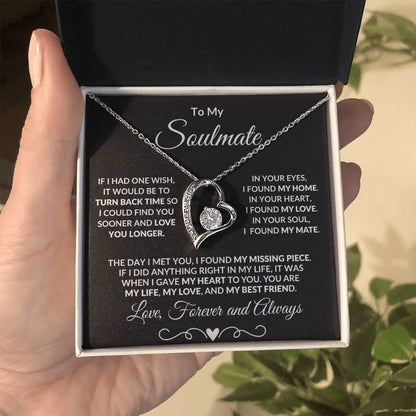 To My
Soulmate
IF I HAD ONE WISH,
IT WOULD BE TO
TURN BACK TIME SO
I COULD FIND YOU
SOONER AND LOVE
YOU LONGER.
IN YOUR EYES,
I FOUND MY HOME.
IN YOUR HEART,
I FOUND MY LOVE.
IN YOUR SOUL,
I FOUND MY MATE.
THE DAY I MET YOU, I FOUND MY MISSING PIECE.
IF I DID ANYTHING RIGHT IN MY LIFE, IT WAS
WHEN I GAVE MY HEART TO YOU. YOU ARE
MY LIFE, MY LOVE, AND MY BEST FRIEND.
Love, Forever and Always